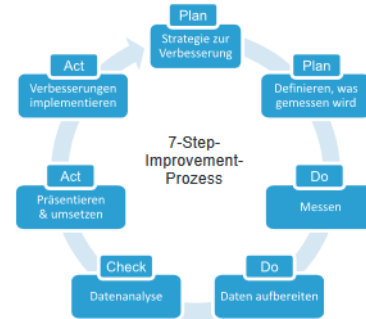 Plan
Strategie zur
Verbesserung
Plan
Definieren, was
gemessen wird
Do
Messen
Do
Daten aufbereiten
Check
Datenanalyse
Act
Präsentieren
& umsetzen
Act
Verbesserungen
implementieren
7-Step-
Improvement-
Prozess